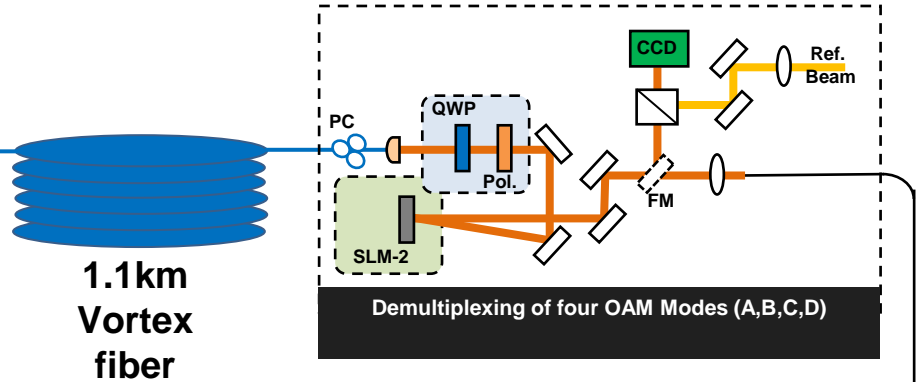 CCD
Ref.
Beam
QWP
PC
Pol.
FM
SLM-2
1.1km
Vortex
fiber
Demultiplexing of four OAM Modes (A,B,C,D)